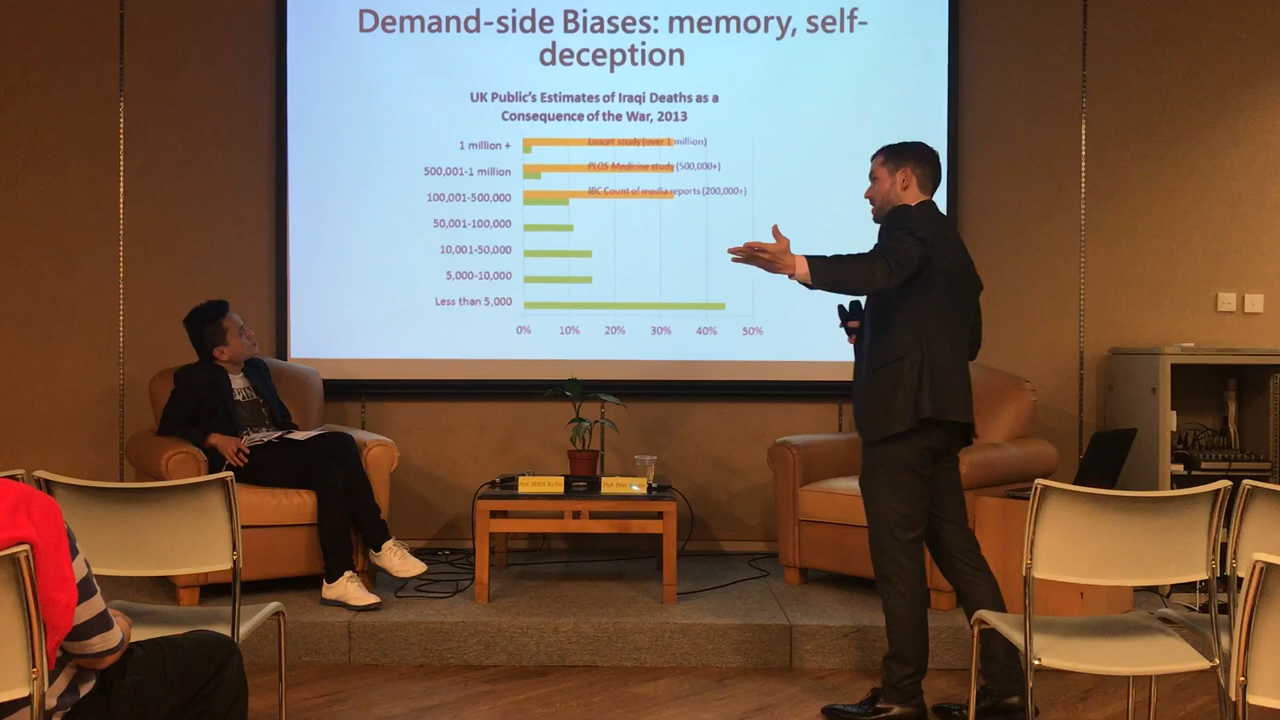 Demand-side Biases: memory, self-
deception
UK Public's Estimates of Iraqi Deaths as a
Consequence of the War, 2013
1 million +
Lancet study (over 1 million)
500,001-1 million
PLOS Medicine study (500,000+)
100,001-500,000
IBC Count of media reports (200,000+)
50,001-100,000
10,001-50,000
5,000-10,000
Less than 5,000
0% 10% 20% 30% 40% 50%
Prof.
Prof.